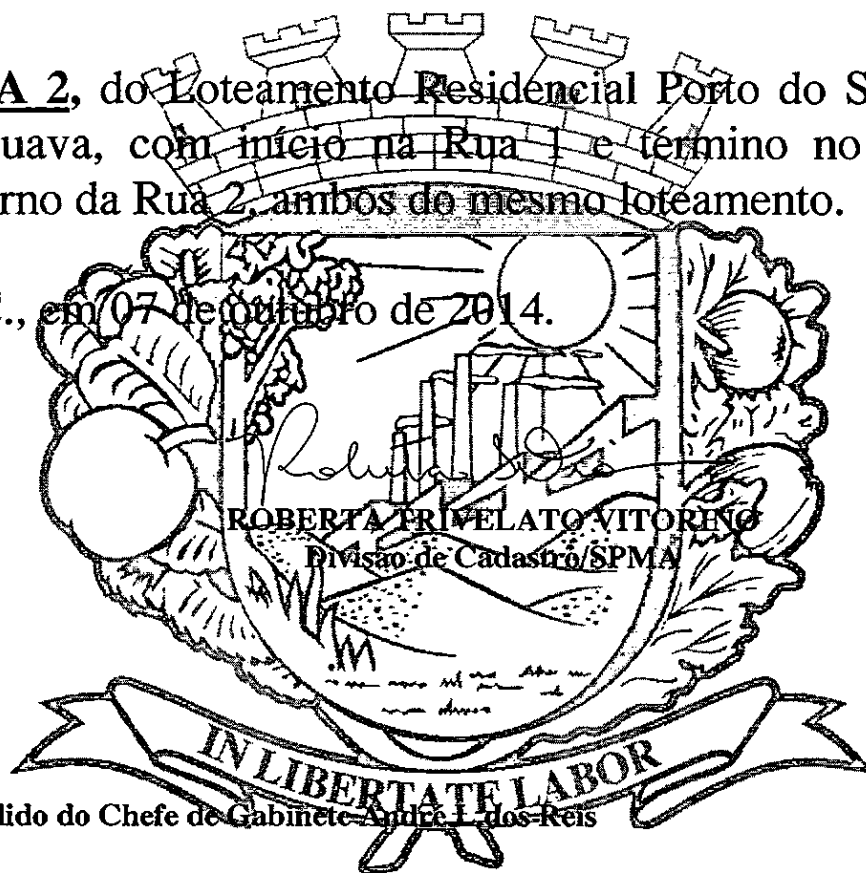 A 2, do Loteamento Residencial Porto do S
uava, com início na Rua 1 e término no
rno da Rua 2, ambos do mesmo loteamento.
., em 07 de outubro de 2014.
ROBERTA TRIVELATO VITORINO
Divisão de Cadastro/SPMA
IN LIBERTATE LABOR
dido do Chefe de Gabinete André L. dos Reis